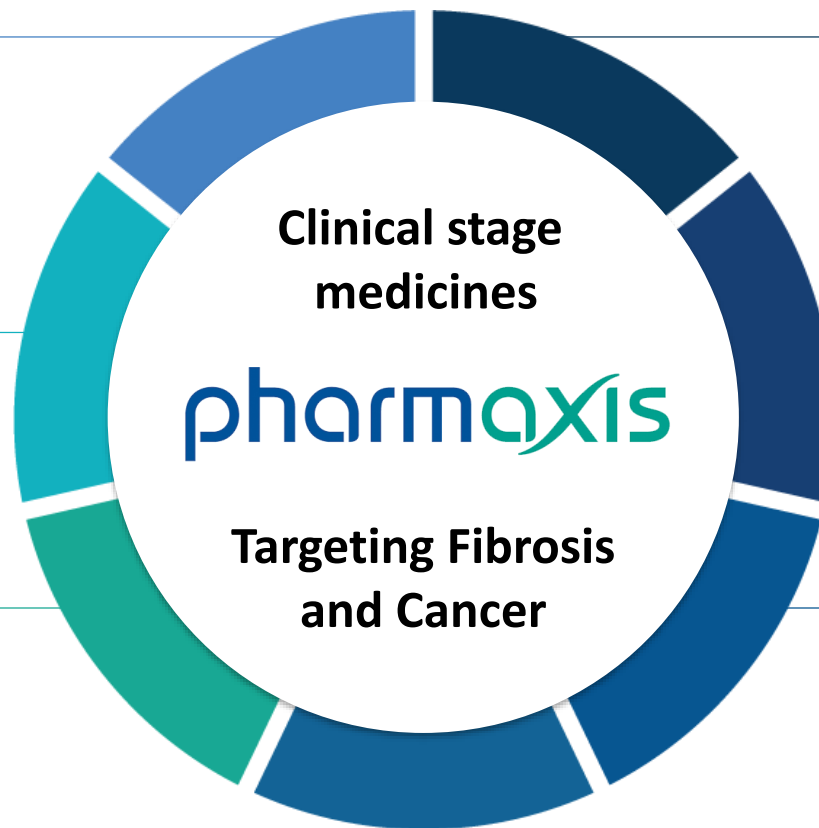 Clinical stage
medicines
pharmaxis
Targeting Fibrosis
and Cancer